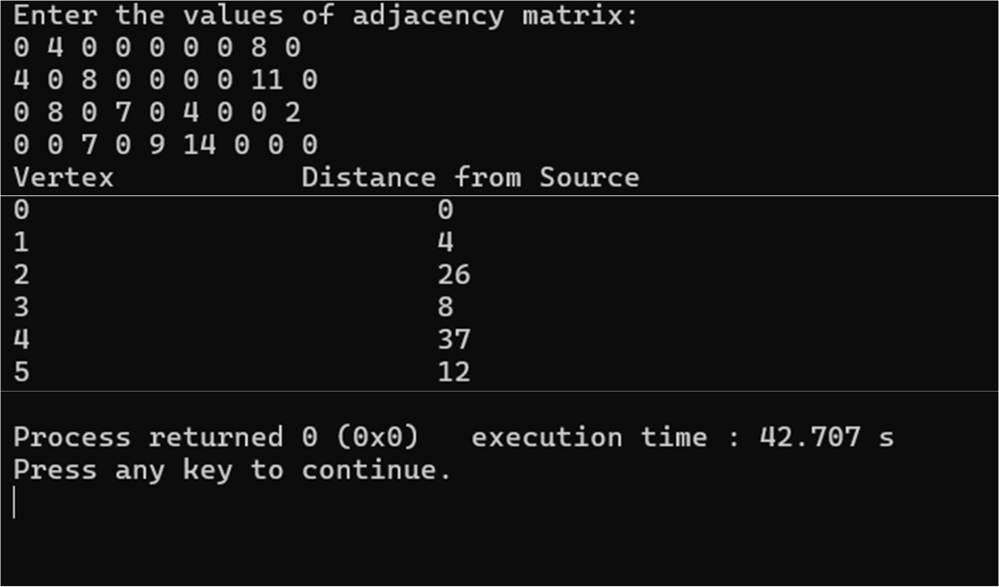 Enter the values of adjacency matrix:
0 4 0 0 0 0 0 8 0
4 0 8 0 0 0 0 11 0
0 8 0 7 0 4 0 0 2
0 0 7 0 9 14 0 0 0
Vertex Distance from Source
0 0
1 4
2 26
3 8
4 37
5 12
Process returned 0 (0x0) execution time : 42.707 s
Press any key to continue.